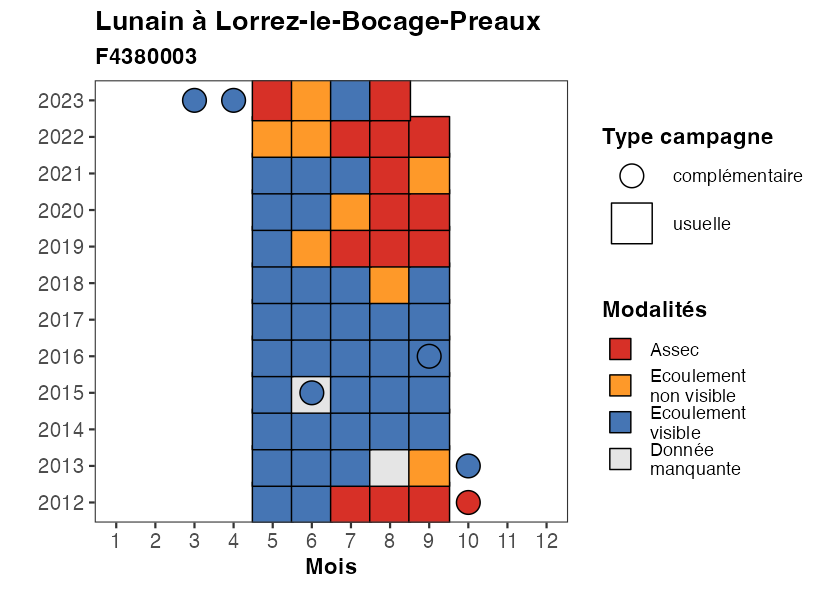 Lunain à Lorrez-le-Bocage-Preaux
F4380003
2023
2022
2021
2020
2019
2018
2017
2016
2015
2014
2013
2012
1 2 3 4 5 6 7 8 9 10 11 12
Mois
Type campagne
complémentaire
usuelle
Modalités
Assec
Ecoulement
non visible
Ecoulement
visible
Donnée
manquante